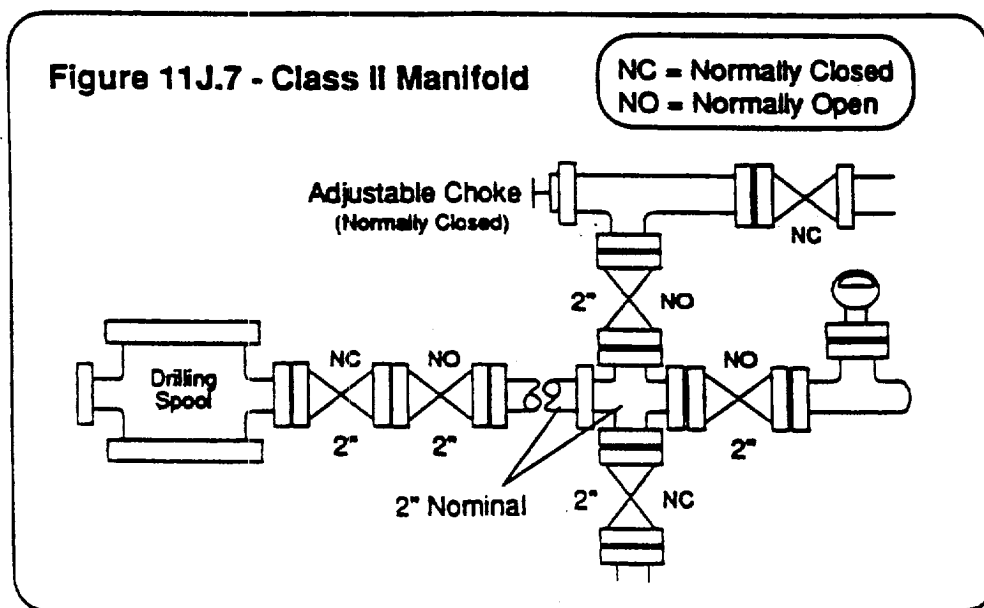 Figure 11J.7 - Class II Manifold
NC = Normally Closed
NO = Normally Open
Adjustable Choke
(Normally Closed)
NC
2" NO
NC NO
NO
Drilling
Spool
2" 2"
2"
2" Nominal
2" NC